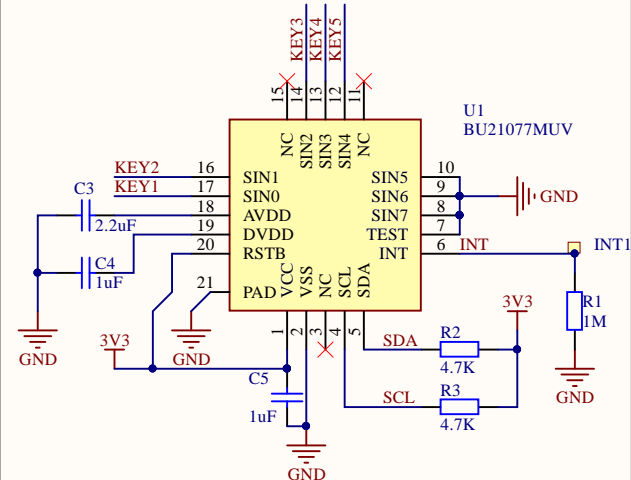 KEY3
KEY4
KEY5
15
14
13
12
11
U1
BU21077MUV
NC
SIN2
SIN3
SIN4
NC
KEY2
16
SIN1
SIN5
10
KEY1
17
SIN0
SIN6
9
GND
C3
2.2uF
18
AVDD
SIN7
8
19
DVDD
TEST
7
20
RSTB
INT
6
INT
INT1
C4
1uF
21
PAD
VCC
VSS
NC
SCL
SDA
R1
1M
3V3
1
2
3
4
5
GND
3V3
GND
SDA
R2
4.7K
GND
C5
1uF
SCL
R3
4.7K
GND